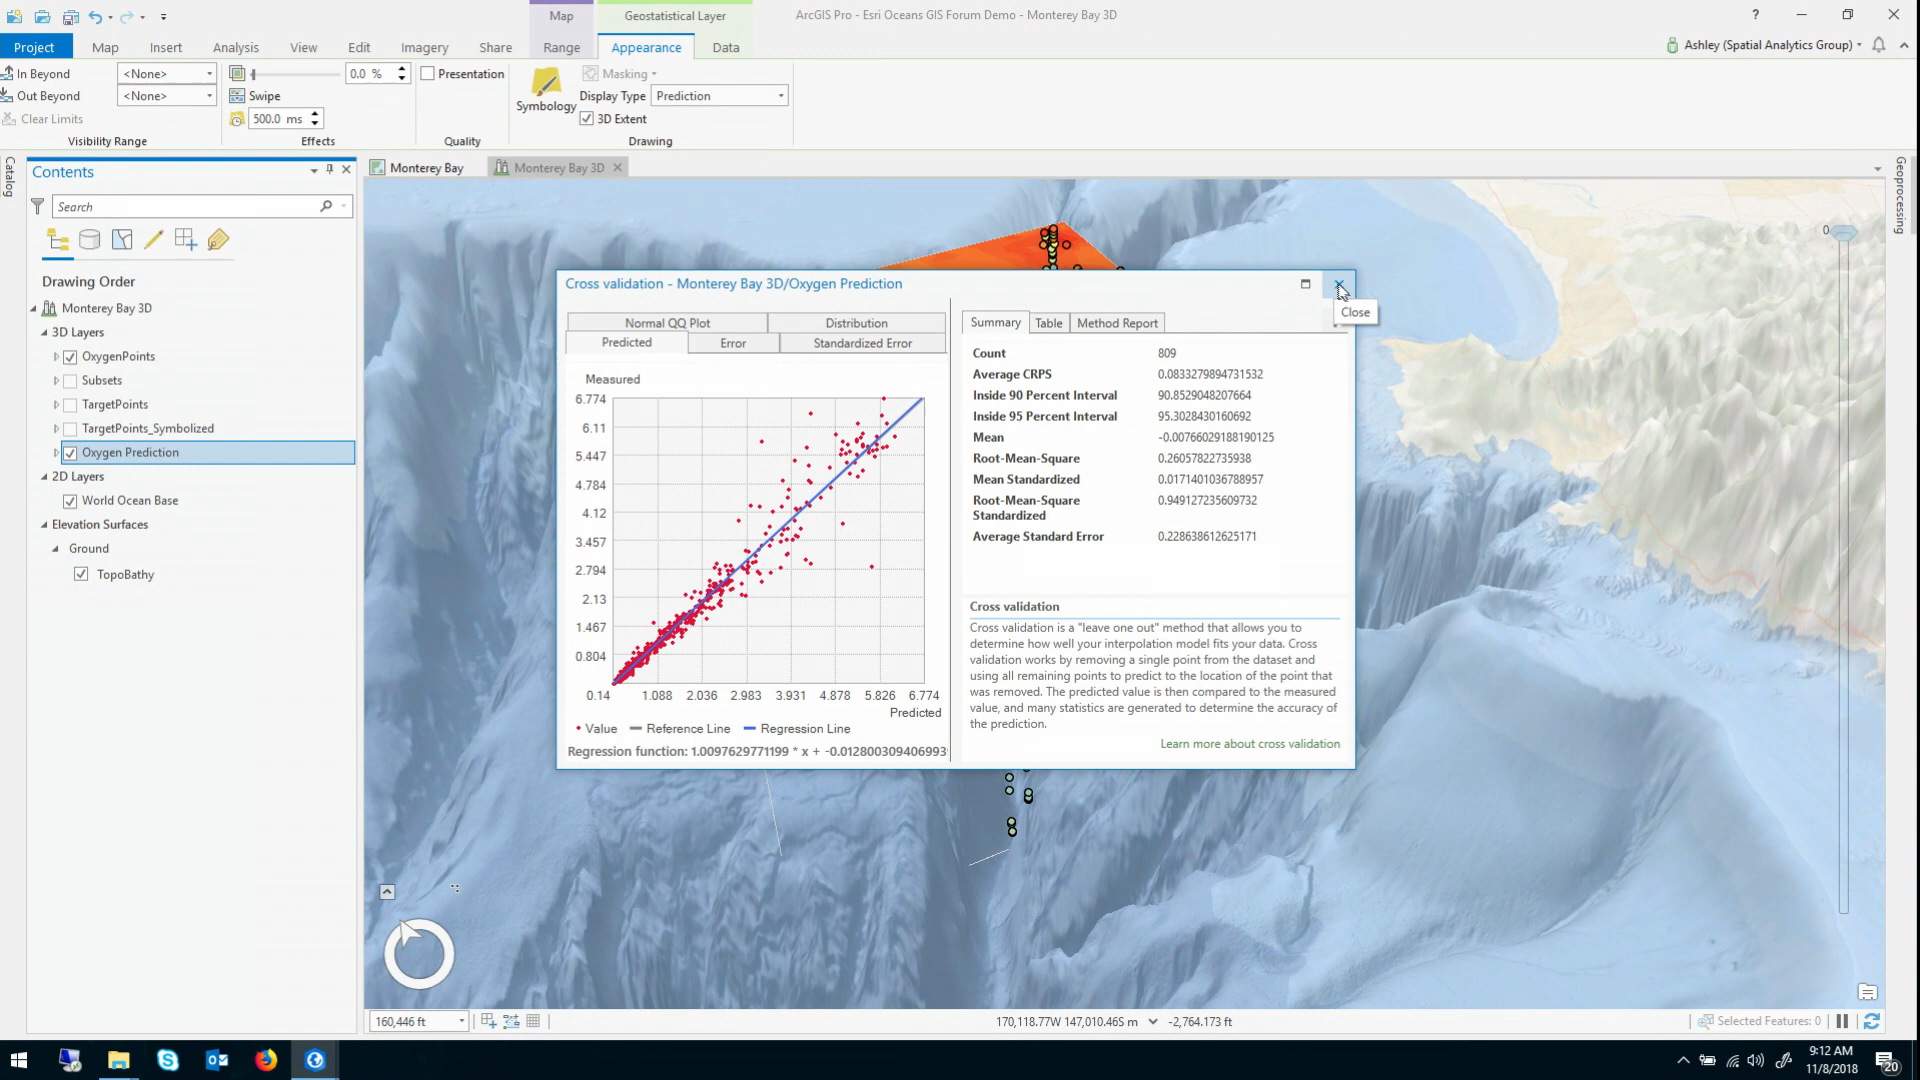 Map
Geostatistical Layer
ArcGIS Pro - Esri Oceans GIS Forum Demo - Monterey Bay 3D
?
Project
Map
Insert
Analysis
View
Edit
Imagery
Share
Range
Appearance
Data
Ashley (Spatial Analytics Group)
In Beyond
<None>
0.0 %
Presentation
Masking
Out Beyond
<None>
Swipe
Symbology
Display Type
Prediction
Clear Limits
500.0 ms
3D Extent
Visibility Range
Effects
Quality
Drawing
Catalog
Contents
Search
Drawing Order
Monterey Bay 3D
3D Layers
OxygenPoints
Subsets
TargetPoints
TargetPoints_Symbolized
Oxygen Prediction
2D Layers
World Ocean Base
Elevation Surfaces
Ground
TopoBathy
Monterey Bay
Monterey Bay 3D
Geoprocessing
0
Cross validation - Monterey Bay 3D/Oxygen Prediction
Close
Normal QQ Plot
Distribution
Predicted
Error
Standardized Error
Measured
6.774
6.11
5.447
4.784
4.12
3.457
2.794
2.13
1.467
0.804
0.14
1.088
2.036
2.983
3.931
4.878
5.826
6.774
Predicted
Value
Reference Line
Regression Line
Regression function: 1.0097629771199 * x + -0.0128003094069939
Summary
Table
Method Report
Count 809
Average CRPS 0.0833279894731532
Inside 90 Percent Interval 90.8529048207664
Inside 95 Percent Interval 95.3028430160692
Mean -0.00766029188190125
Root-Mean-Square 0.26057822735938
Mean Standardized 0.0171401036788957
Root-Mean-Square 0.949127235609732
Standardized
Average Standard Error 0.228638612625171
Cross validation
Cross validation is a "leave one out" method that allows you to
determine how well your interpolation model fits your data. Cross
validation works by removing a single point from the dataset and
using all remaining points to predict to the location of the point that
was removed. The predicted value is then compared to the measured
value, and many statistics are generated to determine the accuracy of
the prediction.
Learn more about cross validation
160,446 ft
170,118.77W 147,010.46S m
-2,764.173 ft
Selected Features: 0
9:12 AM
11/8/2018
20